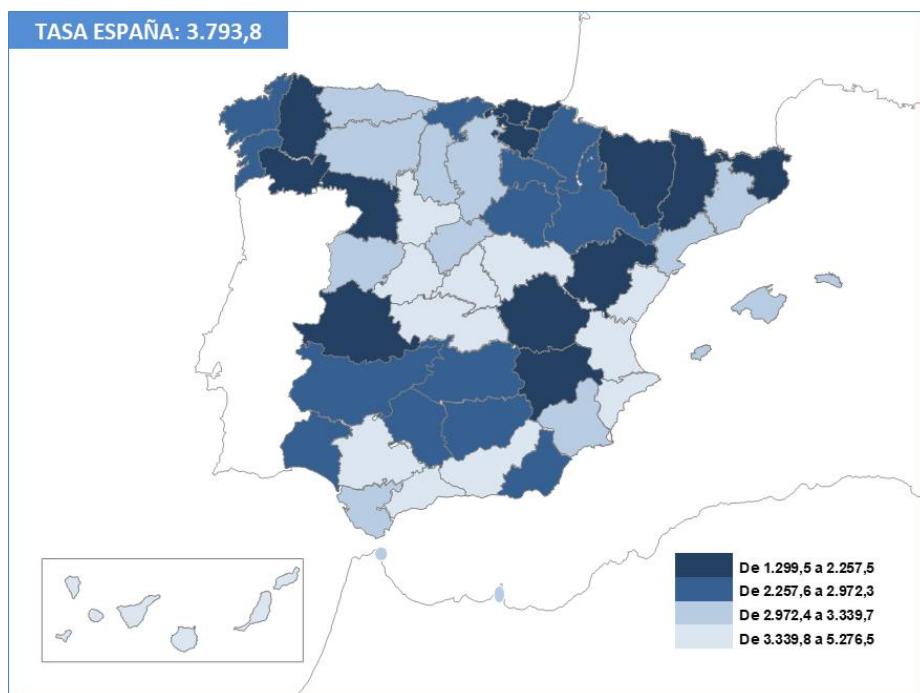 TASA ESPAÑA: 3.793,8
De 1.299,5 a 2.257,5
De 2.257,6 a 2.972,3
De 2.972,4 a 3.339,7
De 3.339,8 a 5.276,5